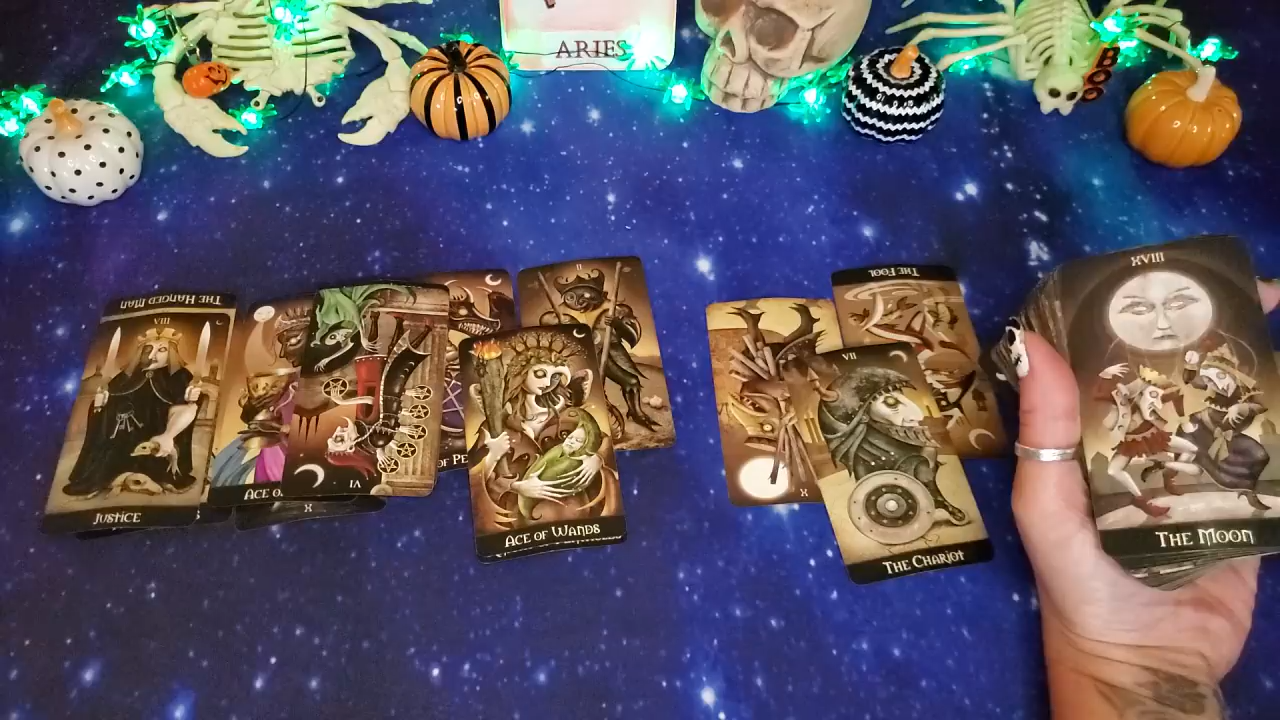 ARIES
BOO
THE HANGED MAN
VIII
JUSTICE
ACE O
VI
X
OF PE
II
ACE OF WANDS
X
THE FOOL
VII
THE CHARIOT
XVIII
THE MOON